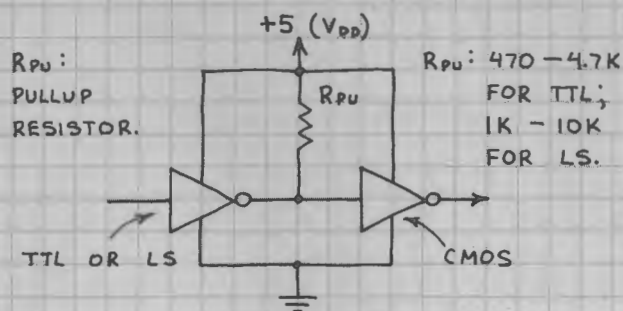 +5 (VDD)
RPU:
PULLUP
RESISTOR.
RPU
RPU: 470 – 4.7K
FOR TTL;
1K – 10K
FOR LS.
TTL OR LS
CMOS